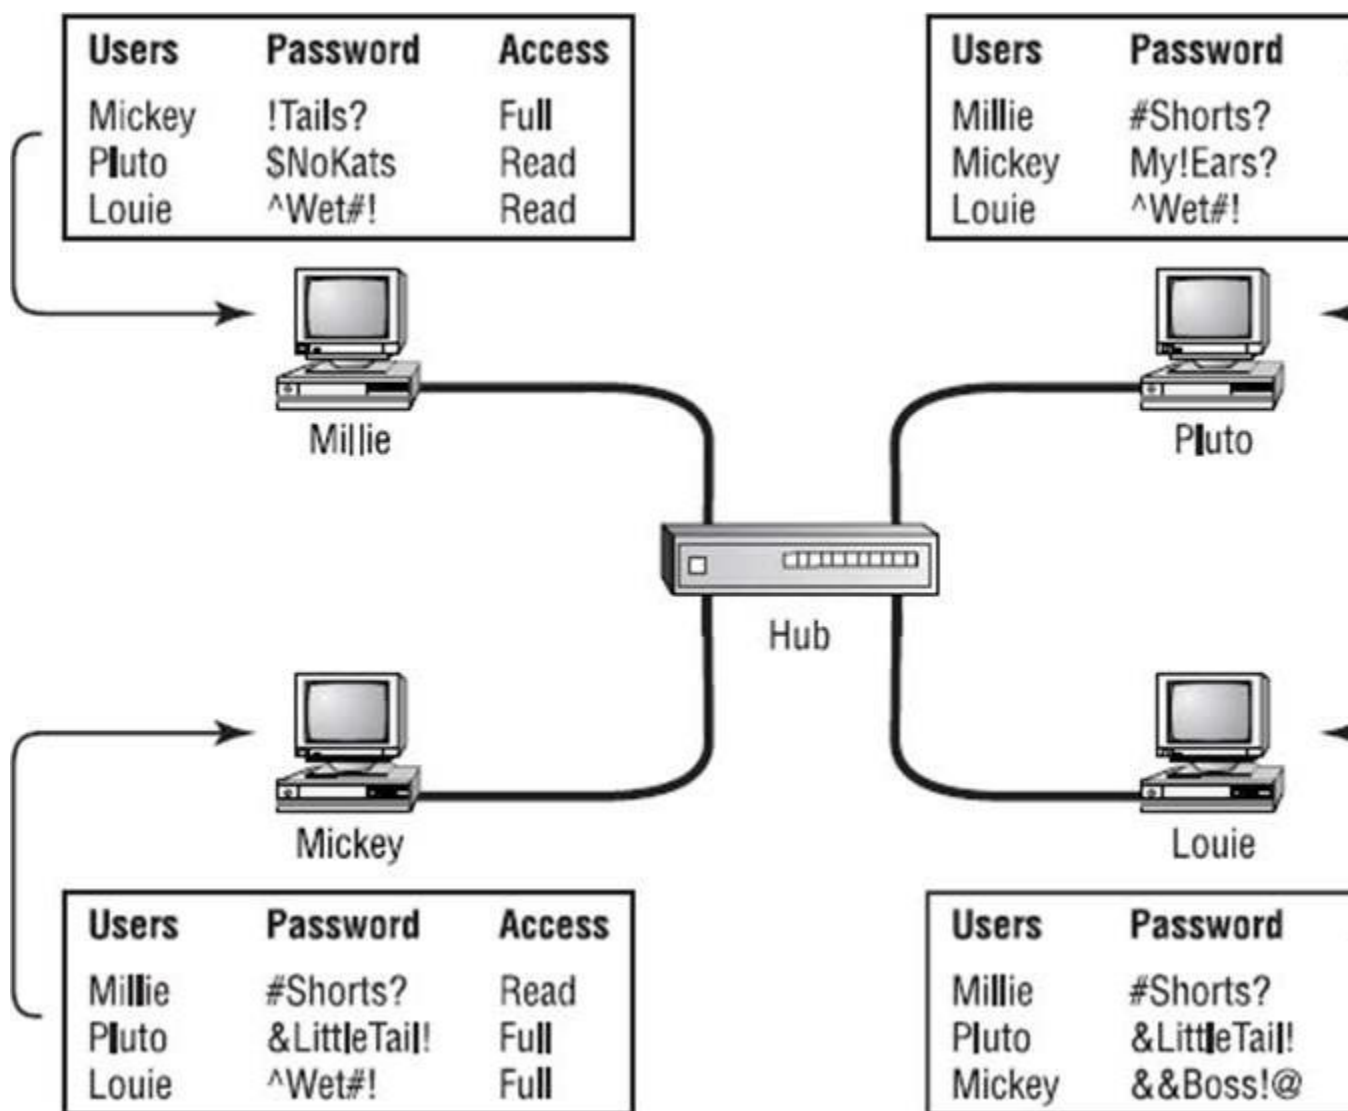 Users Password Access
Mickey !Tails? Full
Pluto $NoKats Read
Louie ^Wet#! Read
Users Password
Millie #Shorts?
Mickey My!Ears?
Louie ^Wet#!
Millie
Pluto
Hub
Mickey
Louie
Users Password Access
Millie #Shorts? Read
Pluto &LittleTail! Full
Louie ^Wet#! Full
Users Password
Millie #Shorts?
Pluto &LittleTail!
Mickey &&Boss!@